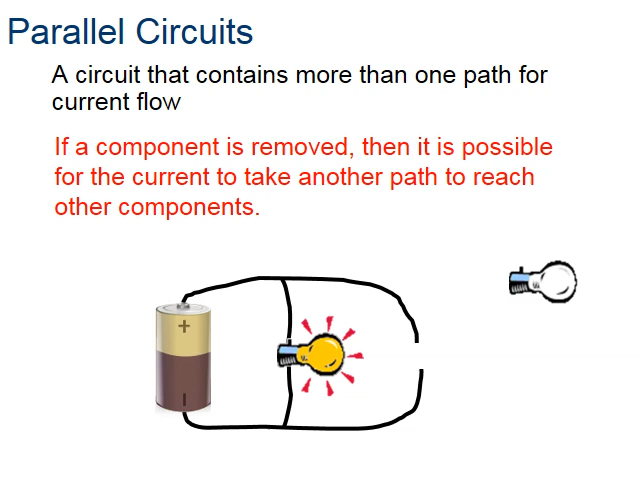 Parallel Circuits
A circuit that contains more than one path for
current flow
If a component is removed, then it is possible
for the current to take another path to reach
other components.
+
I